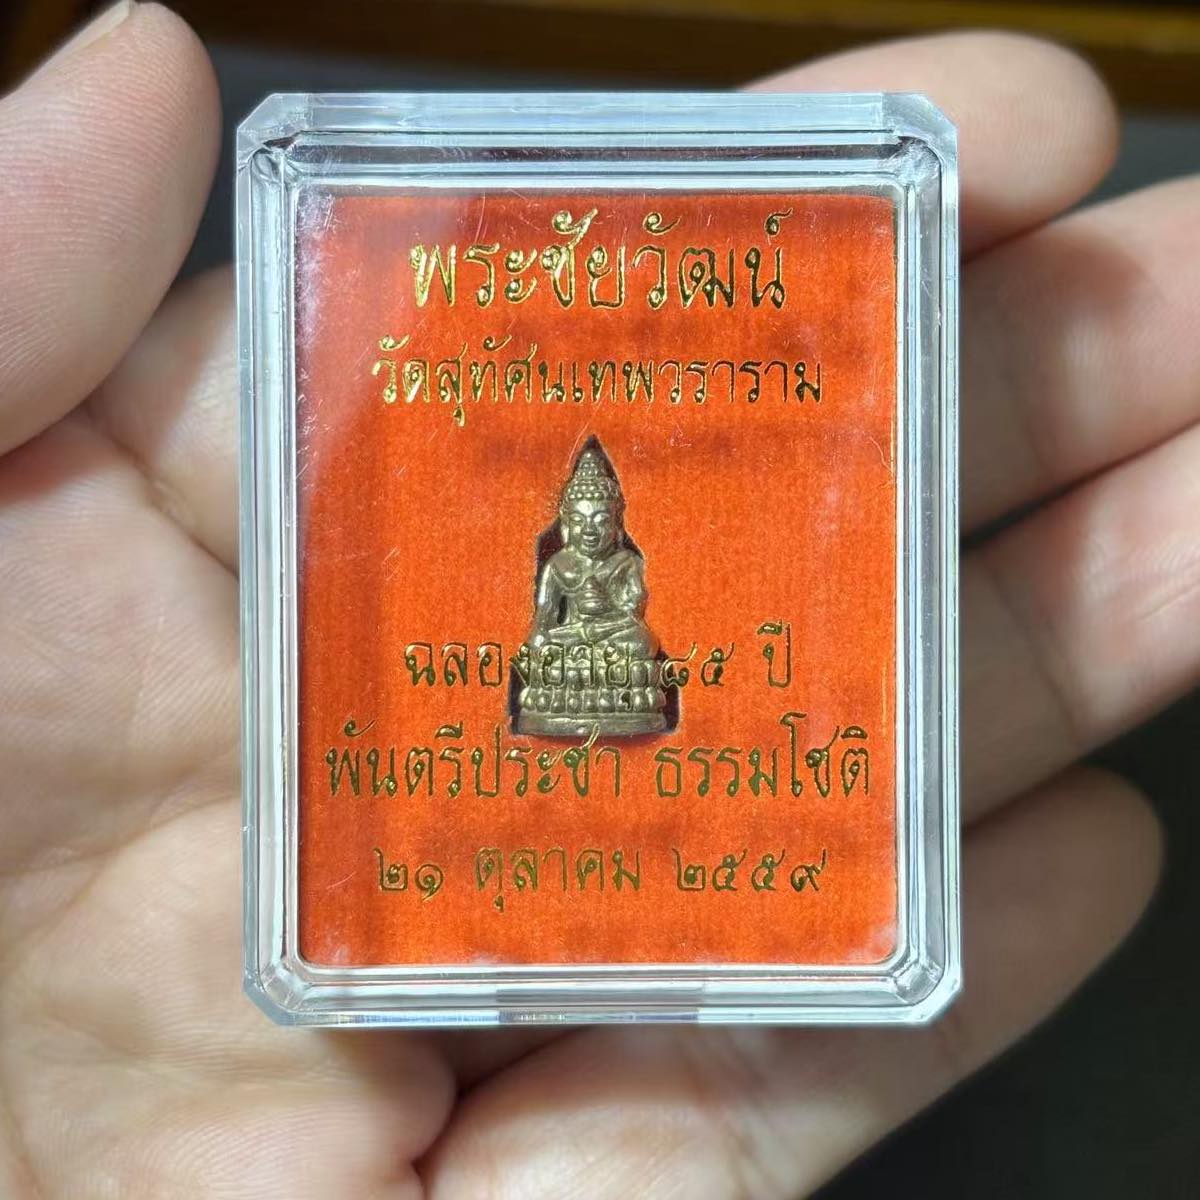 พระชัยวัฒน์
วัดสุทัศนเทพวราราม
ฉลองอายุ ๘๕ ปี
พันตรีประชา ธรรมโชติ
๒๑ ตุลาคม ๒๕๕๙